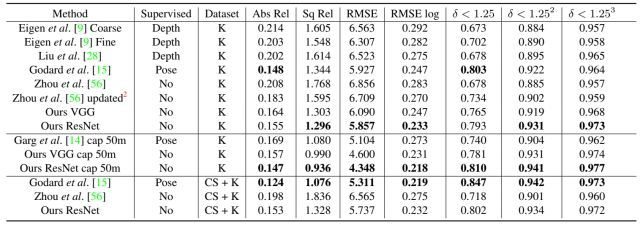 Method Supervised Dataset Abs Rel Sq Rel RMSE RMSE log δ < 1.25 δ < 1.25² δ < 1.25³
Eigen et al. [9] Coarse Depth K 0.214 1.605 6.563 0.292 0.673 0.884 0.957
Eigen et al. [9] Fine Depth K 0.203 1.548 6.307 0.282 0.702 0.890 0.958
Liu et al. [28] Depth K 0.202 1.614 6.523 0.275 0.678 0.895 0.965
Godard et al. [15] Pose K 0.148 1.344 5.927 0.247 0.803 0.922 0.964
Zhou et al. [56] No K 0.208 1.768 6.856 0.283 0.678 0.885 0.957
Zhou et al. [56] updated² No K 0.183 1.595 6.709 0.270 0.734 0.902 0.959
Ours VGG No K 0.164 1.303 6.090 0.247 0.765 0.919 0.968
Ours ResNet No K 0.155 1.296 5.857 0.233 0.793 0.931 0.973
Garg et al. [14] cap 50m Pose K 0.169 1.080 5.104 0.273 0.740 0.904 0.962
Ours VGG cap 50m No K 0.157 0.990 4.600 0.231 0.781 0.931 0.974
Ours ResNet cap 50m No K 0.147 0.936 4.348 0.218 0.810 0.941 0.977
Godard et al. [15] Pose CS + K 0.124 1.076 5.311 0.219 0.847 0.942 0.973
Zhou et al. [56] No CS + K 0.198 1.836 6.565 0.275 0.718 0.901 0.960
Ours ResNet No CS + K 0.153 1.328 5.737 0.232 0.802 0.934 0.972